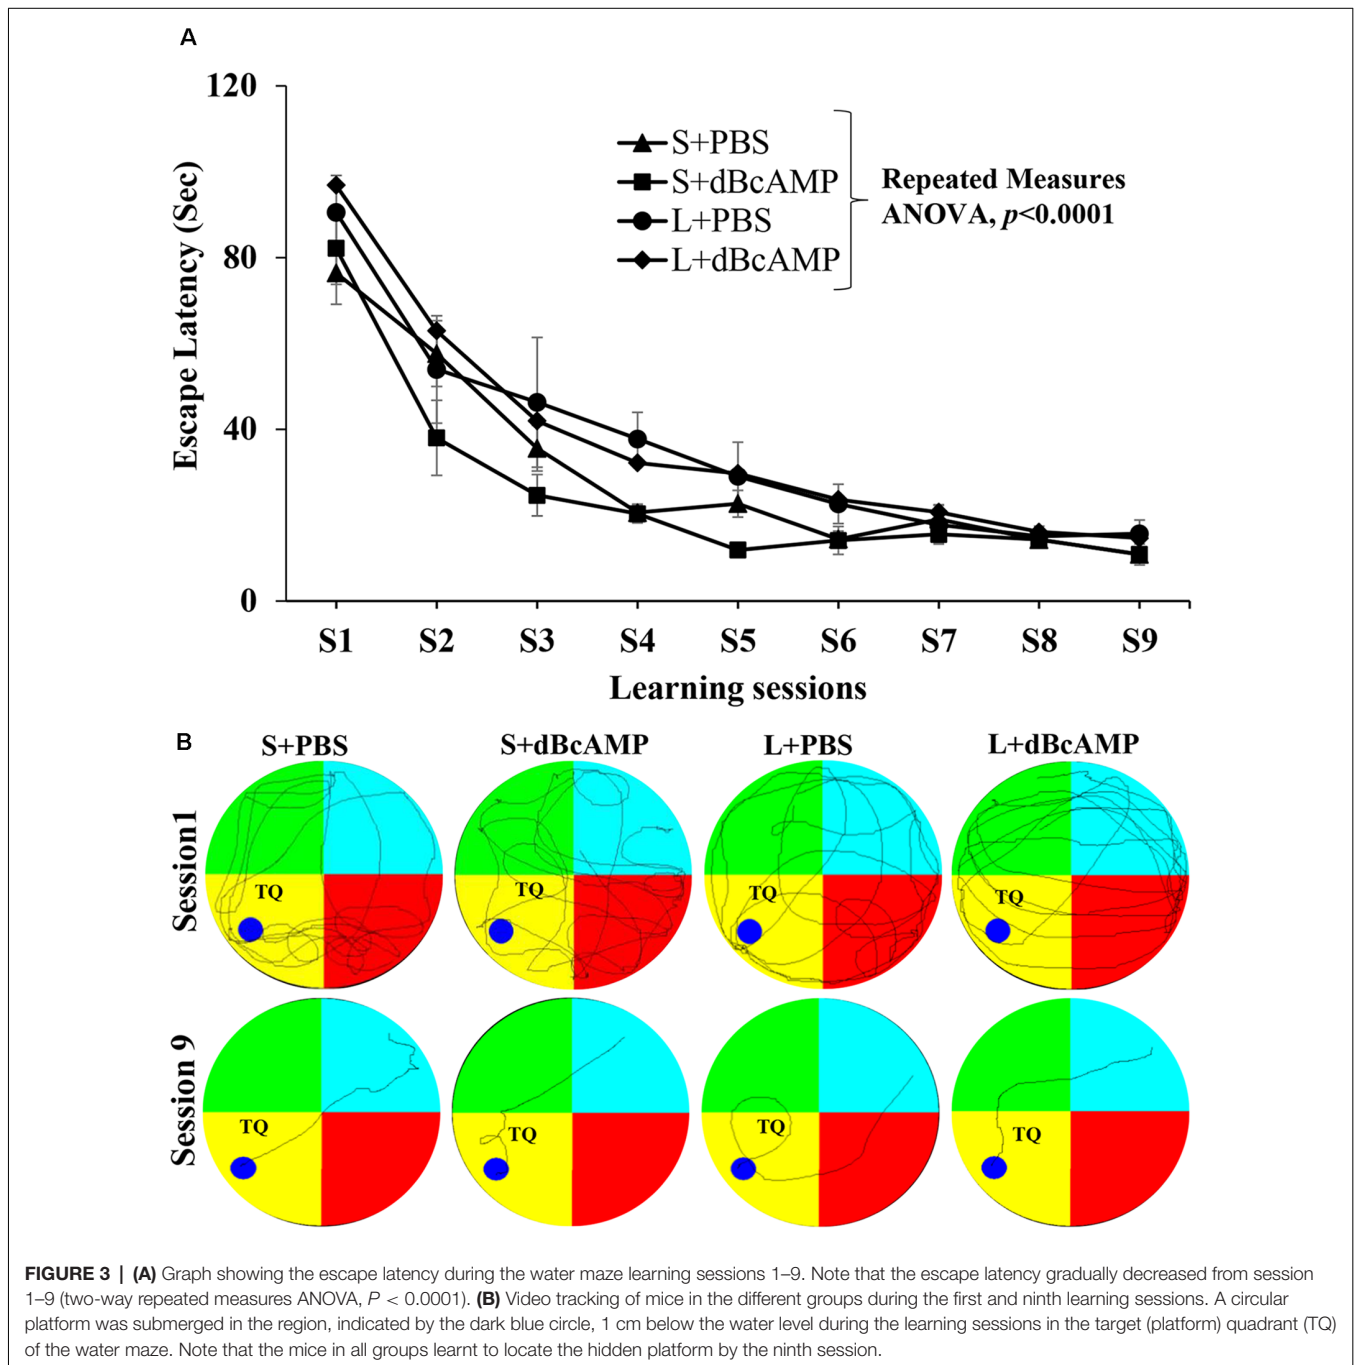 A
120
80
40
0
Escape Latency (Sec)
S+PBS
S+dBcAMP
L+PBS
L+dBcAMP
Repeated Measures
ANOVA, p<0.0001
S1 S2 S3 S4 S5 S6 S7 S8 S9
Learning sessions
B
S+PBS S+dBcAMP L+PBS L+dBcAMP
Session1
TQ TQ TQ TQ
Session 9
TQ TQ TQ TQ
FIGURE 3 | (A) Graph showing the escape latency during the water maze learning sessions 1–9. Note that the escape latency gradually decreased from session
1–9 (two-way repeated measures ANOVA, P < 0.0001). (B) Video tracking of mice in the different groups during the first and ninth learning sessions. A circular
platform was submerged in the region, indicated by the dark blue circle, 1 cm below the water level during the learning sessions in the target (platform) quadrant (TQ)
of the water maze. Note that the mice in all groups learnt to locate the hidden platform by the ninth session.